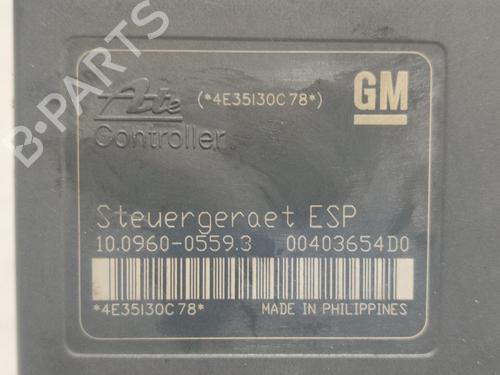 B-PARTS
Ate (*4E35130C78*) GM
Controller
Steuergeraet ESP
10.0960-0559.3 00403654D0
*4E35130C78* MADE IN PHILIPPINES